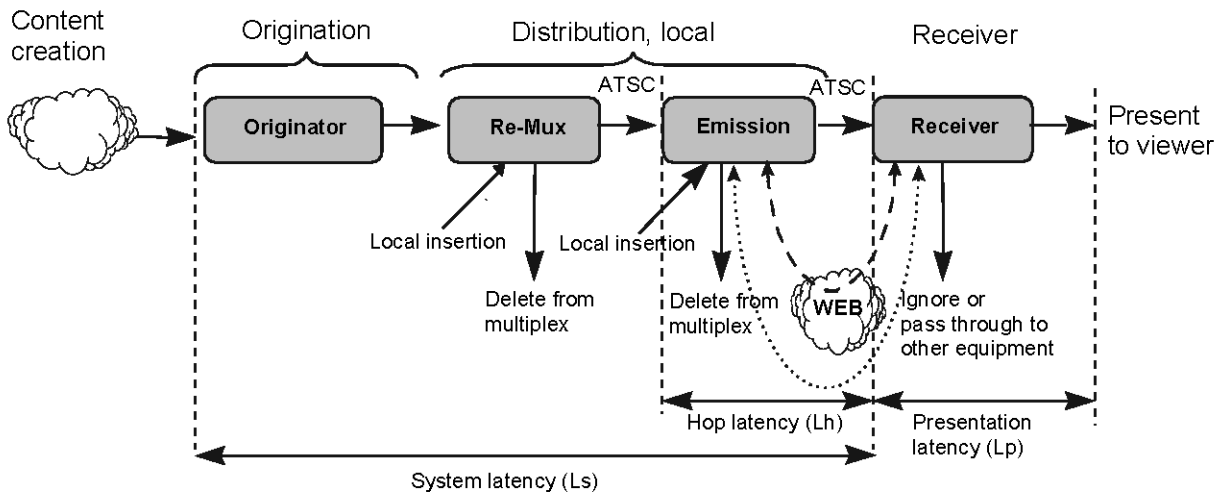 Content
creation
Origination
Distribution, local
Receiver
ATSC
ATSC
Originator
Re-Mux
Emission
Receiver
Present
to viewer
Local insertion
Local insertion
Delete from
multiplex
Delete from
multiplex
WEB
Ignore or
pass through to
other equipment
Hop latency (Lh)
Presentation
latency (Lp)
System latency (Ls)